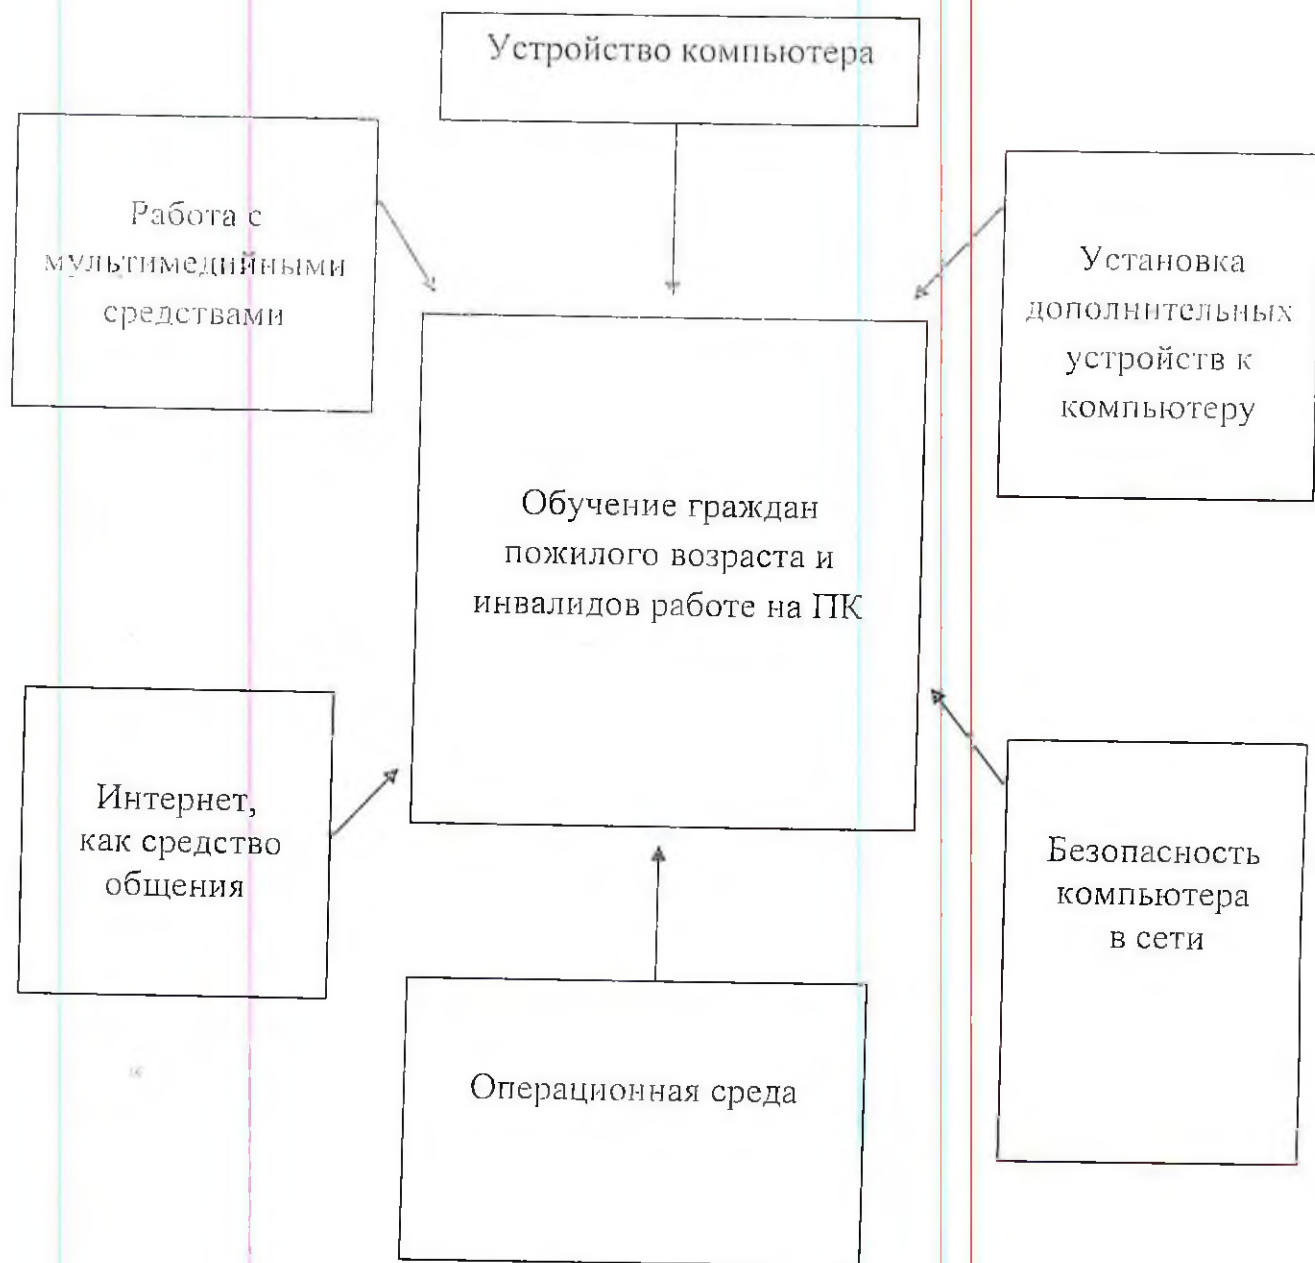 Устройство компьютера
Работа с
мультимедийными
средствами
Установка
дополнительных
устройств к
компьютеру
Обучение граждан
пожилого возраста и
инвалидов работе на ПК
Интернет,
как средство
общения
Безопасность
компьютера
в сети
Операционная среда